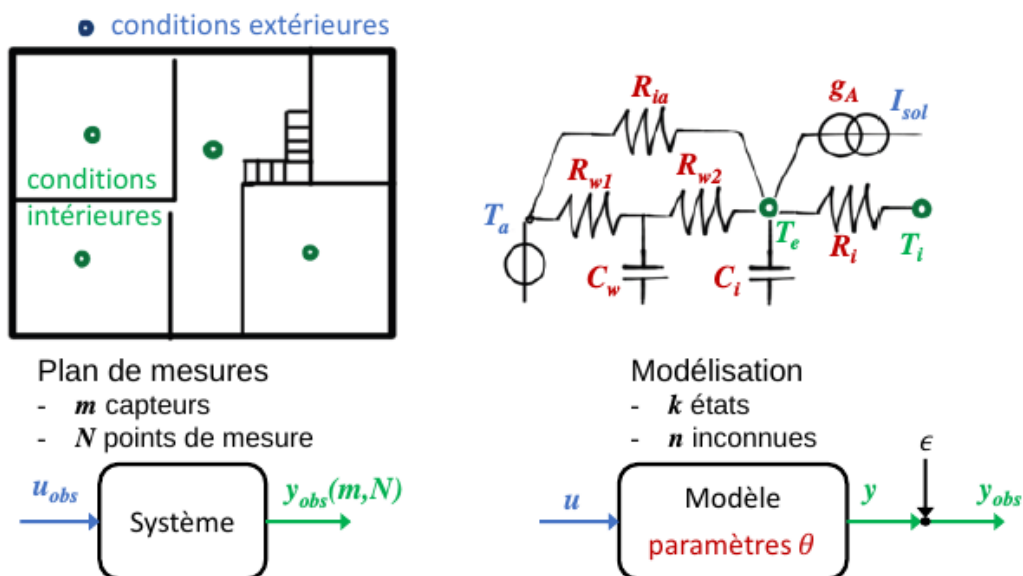 conditions extérieures
conditions
intérieures
R_ia
g_A
I_sol
R_w1
R_w2
T_a
T_e
R_i
T_i
C_w
C_i
Plan de mesures
- m capteurs
- N points de mesure
u_obs
Système
y_obs(m,N)
Modélisation
- k états
- n inconnues
ϵ
u
Modèle
paramètres θ
y
y_obs